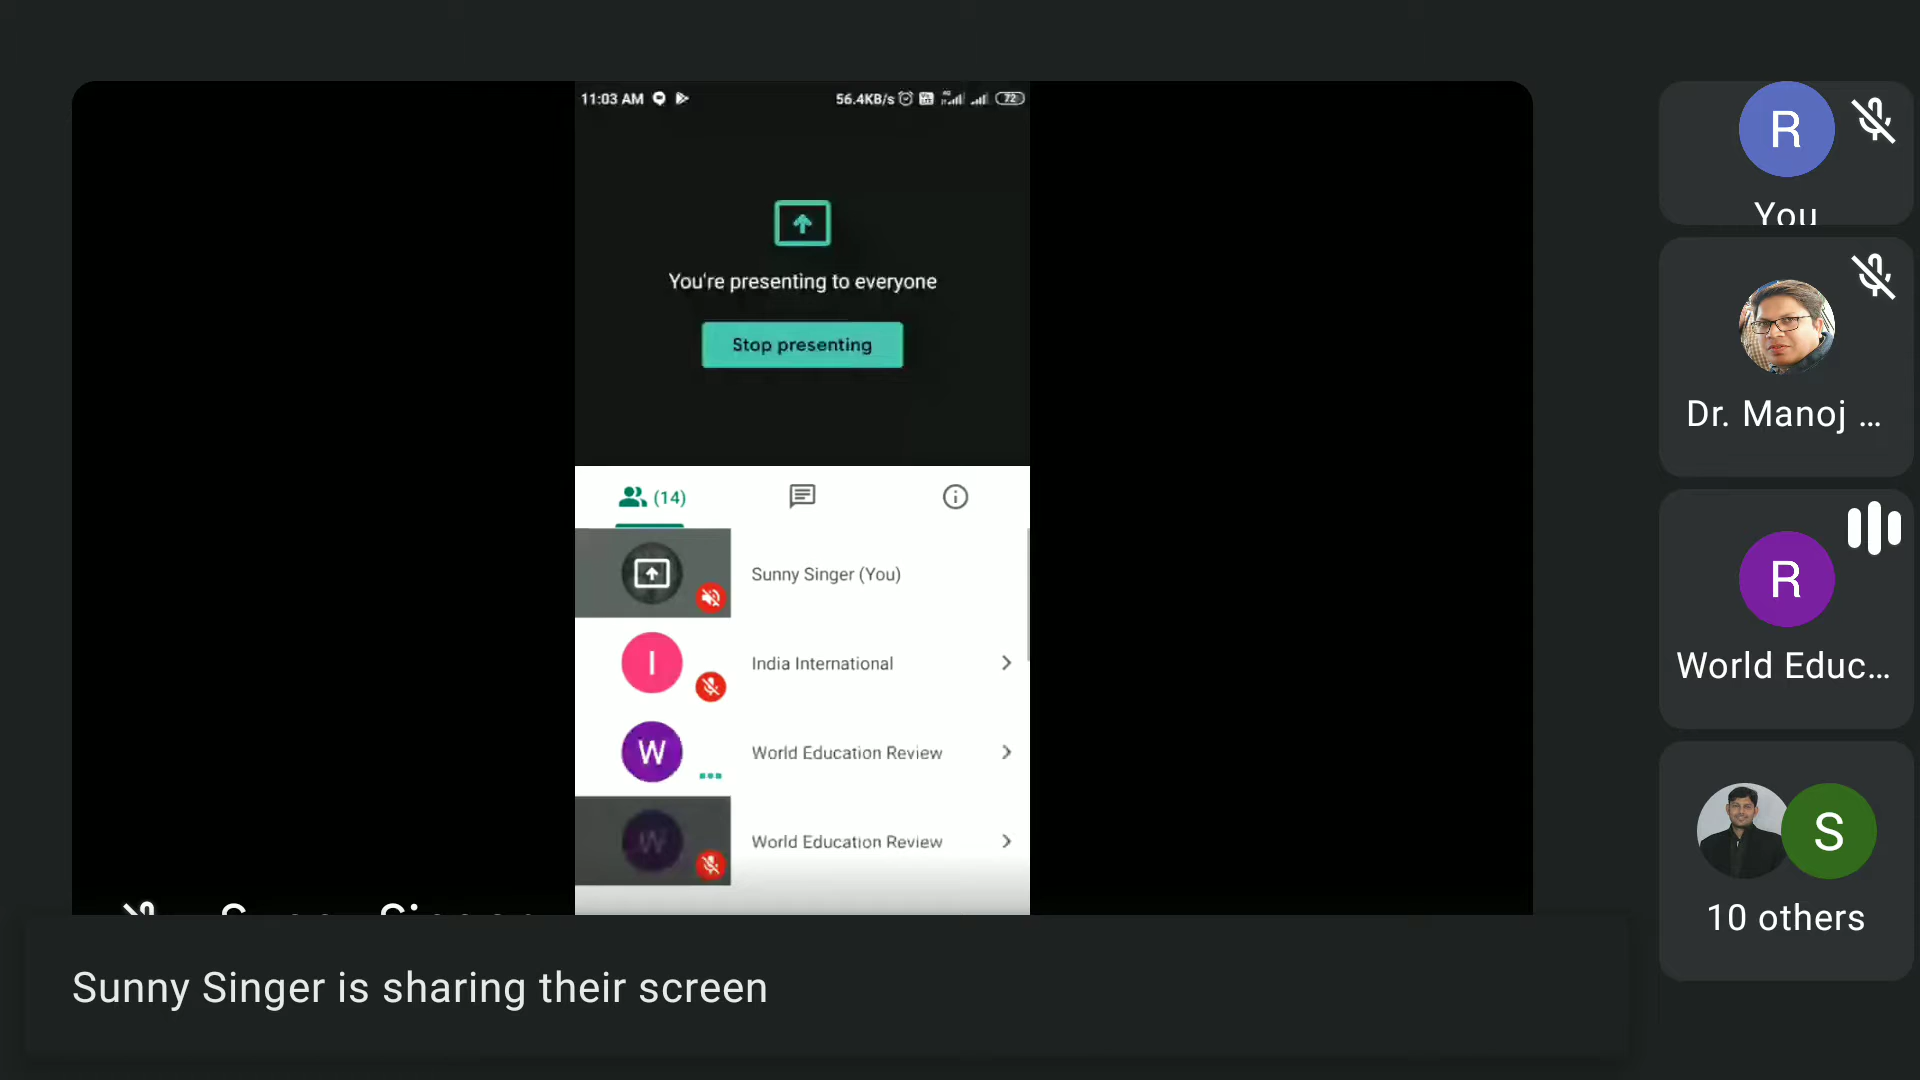 11:03 AM
56.4KB/s
4G
72
You're presenting to everyone
Stop presenting
(14)
Sunny Singer (You)
I
India International
W
World Education Review
W
World Education Review
Sunny Singer is sharing their screen
R
You
Dr. Manoj ...
R
World Educ...
S
10 others